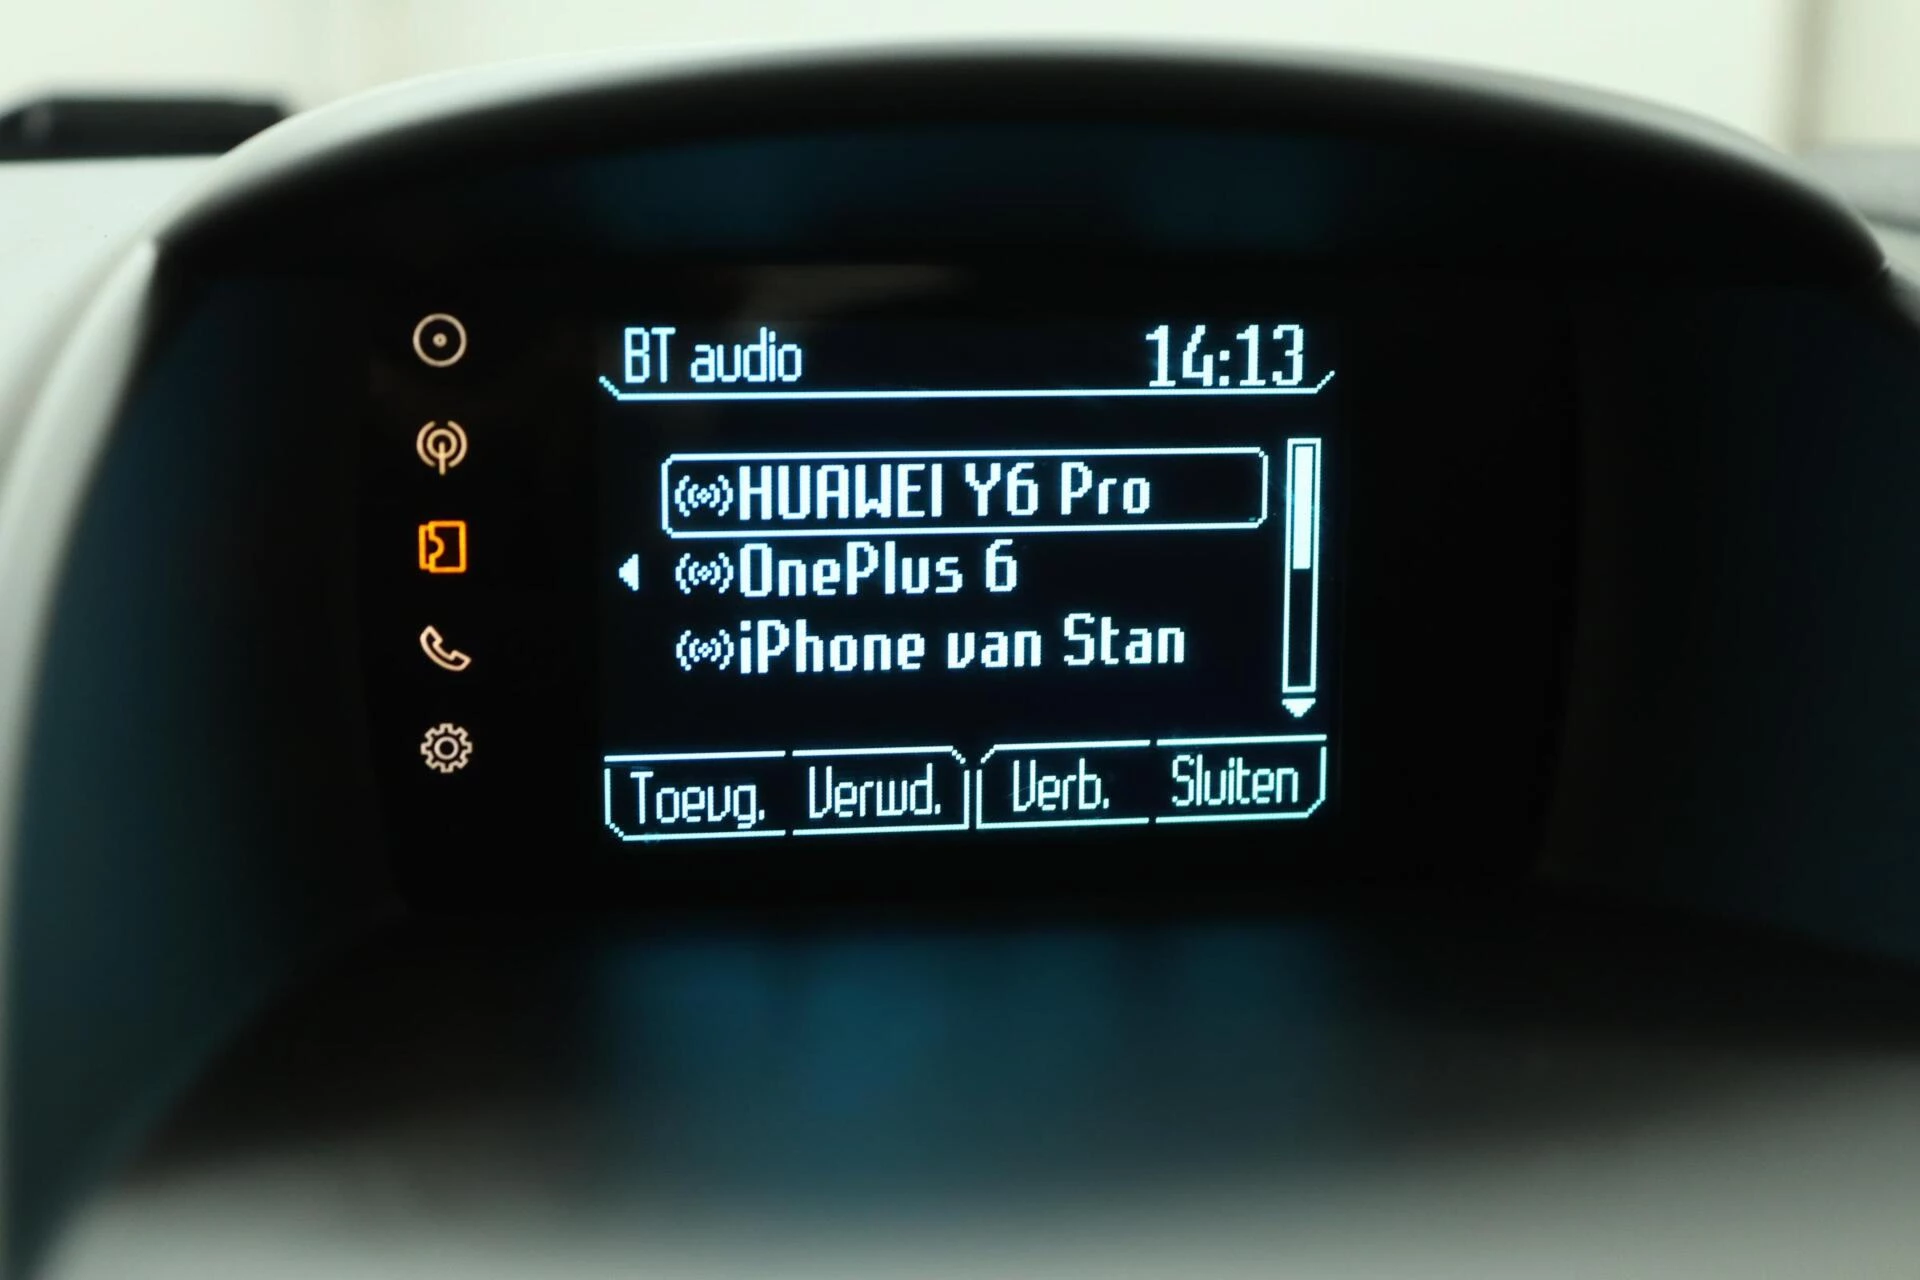 BT audio 14:13
HUAWEI Y6 Pro
OnePlus 6
iPhone van Stan
Toevg. Verwd. Verb. Sluiten